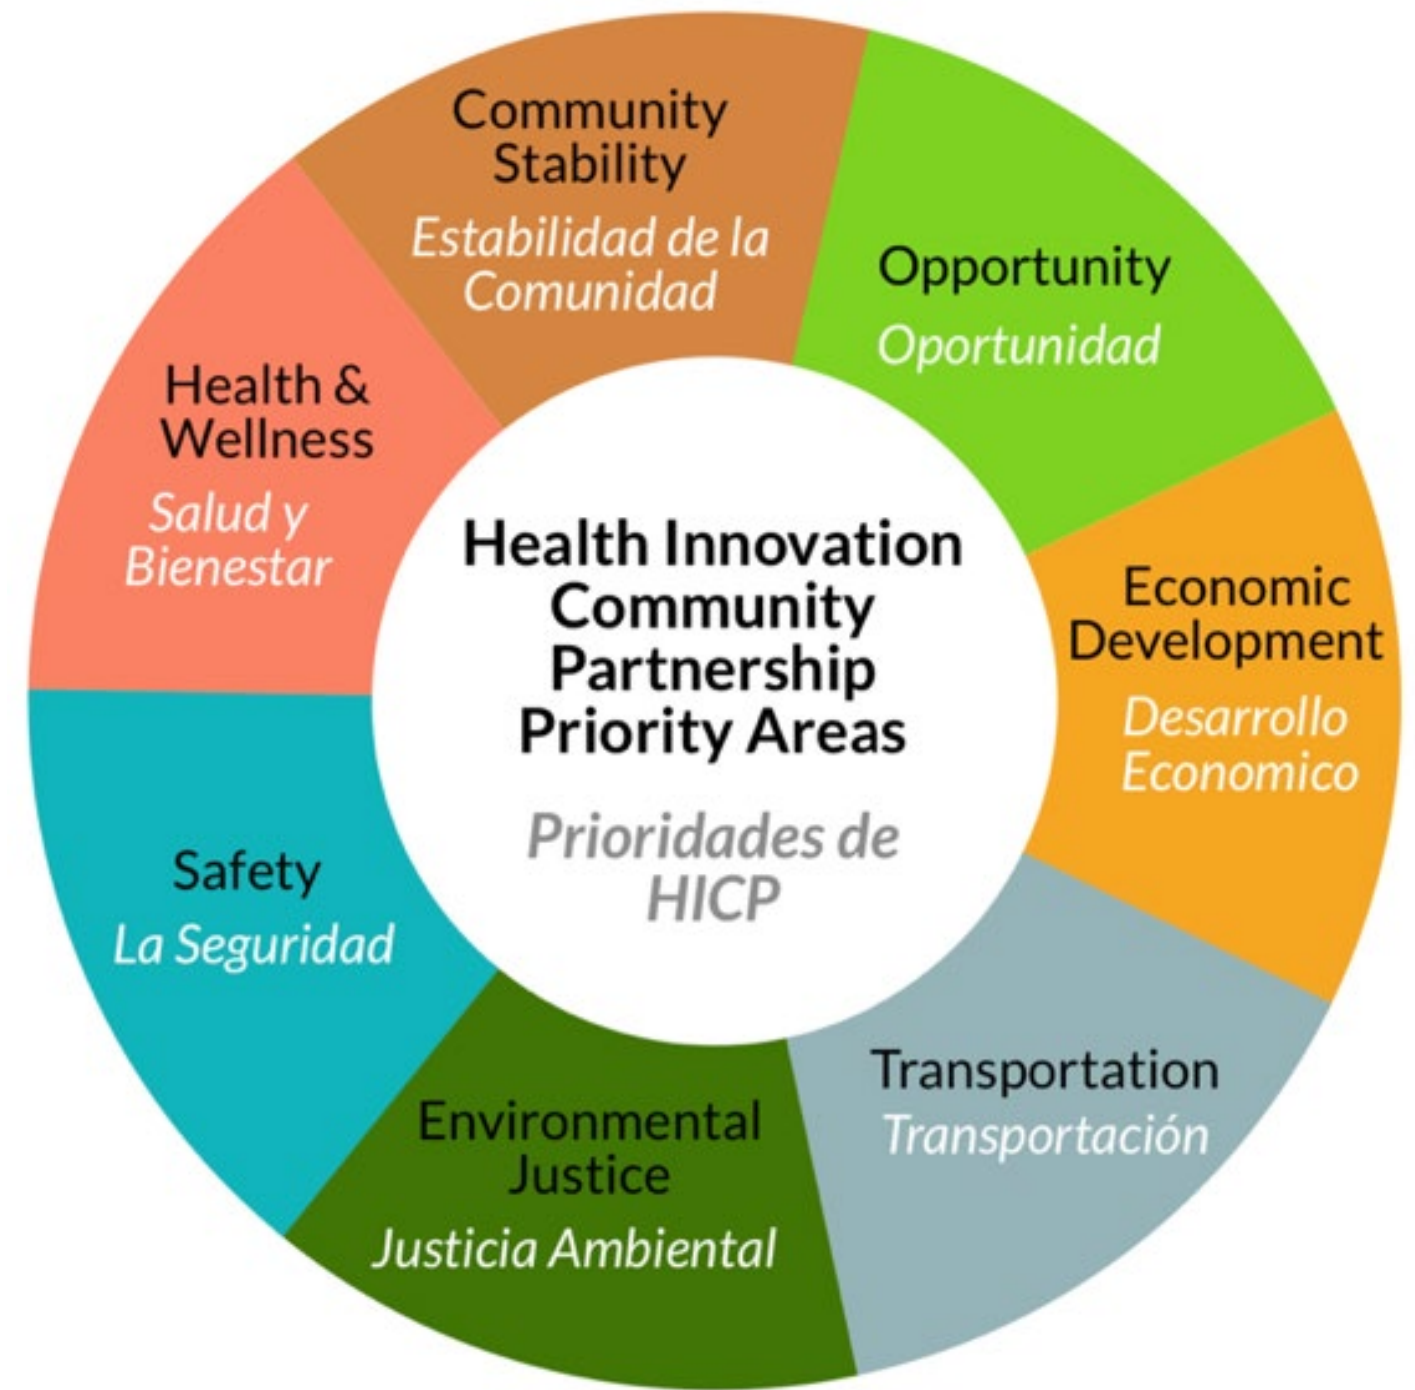 Community
Stability
Estabilidad de la
Comunidad
Opportunity
Oportunidad
Health &
Wellness
Salud y
Bienestar
Health Innovation
Community
Partnership
Priority Areas
Prioridades de
HICP
Economic
Development
Desarrollo
Economico
Safety
La Seguridad
Transportation
Transportación
Environmental
Justice
Justicia Ambiental